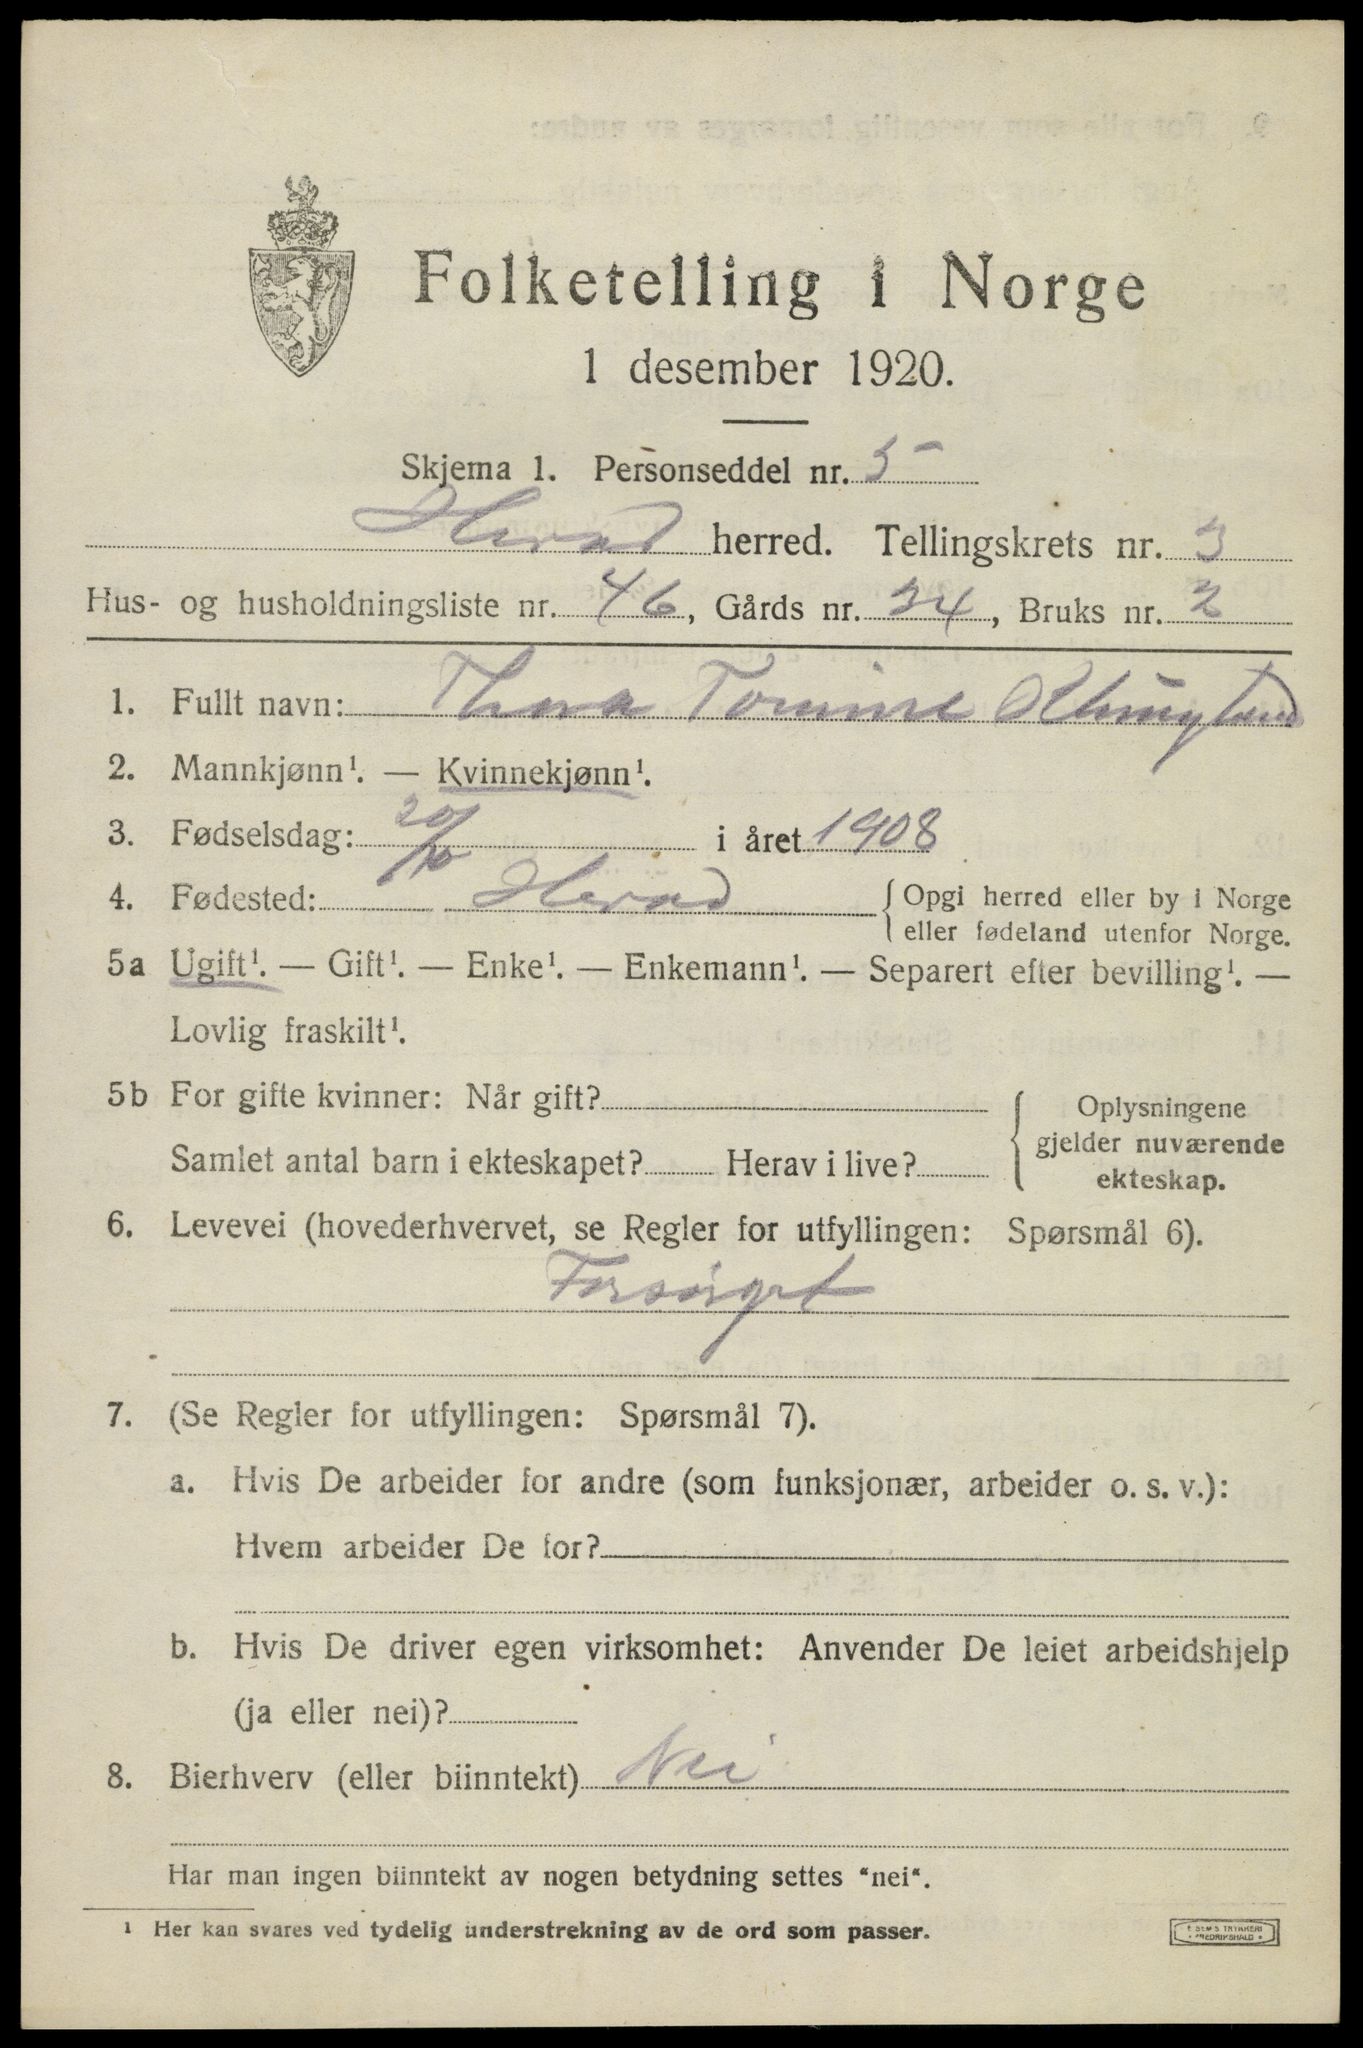 Folketelling i Norge
1 desember 1920.
Skjema 1. Personseddel nr. 5
Herad herred. Tellingskrets nr. 3
Hus- og husholdningsliste nr. 46, Gårds nr. 24, Bruks nr. 2
1. Fullt navn: Thora Tomine
2. Mannkjønn¹. — Kvinnekjønn¹.
3. Fødselsdag: 20/10 i året 1908
4. Fødested: Herad {Opgi herred eller by i Norge
eller fødeland utenfor Norge.
5a Ugift¹. — Gift¹. — Enke¹. — Enkemann¹. — Separert efter bevilling¹. —
Lovlig fraskilt¹.
5b For gifte kvinner: Når gift?
Samlet antal barn i ekteskapet? Herav i live?
Oplysningene
gjelder nuværende
ekteskap.
6. Levevei (hovederhvervet, se Regler for utfyllingen: Spørsmål 6).
Forsørget
7. (Se Regler for utfyllingen: Spørsmål 7).
a. Hvis De arbeider for andre (som funksjonær, arbeider o. s. v.):
Hvem arbeider De for?
b. Hvis De driver egen virksomhet: Anvender De leiet arbeidshjelp
(ja eller nei)?
8. Bierhverv (eller biinntekt) Nei
Har man ingen biinntekt av nogen betydning settes "nei".
¹ Her kan svares ved tydelig understrekning av de ord som passer.